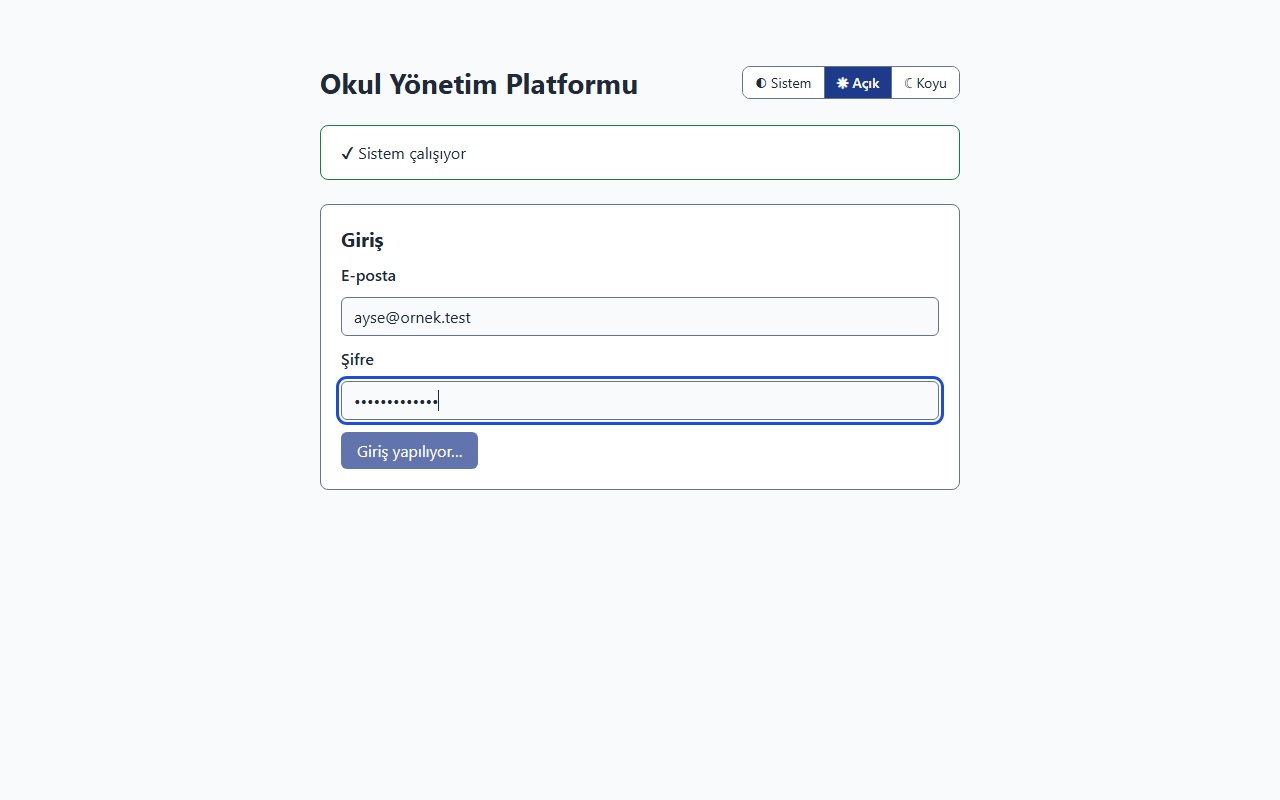 Okul Yönetim Platformu
◐ Sistem
❋ Açık
☾ Koyu
✓ Sistem çalışıyor
Giriş
E-posta
ayse@ornek.test
Şifre
•••••••••••••
Giriş yapılıyor...